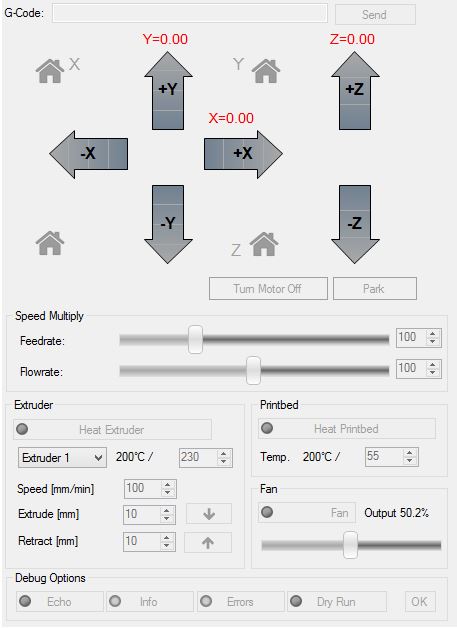 G-Code: Send
Y=0.00 Z=0.00
X Y
+Y +Z
X=0.00
-X +X
-Y -Z
Z
Turn Motor Off Park
Speed Multiply
Feedrate: 100
Flowrate: 100
Extruder Printbed
Heat Extruder Heat Printbed
Extruder 1 200°C / 230 Temp. 200°C / 55
Speed [mm/min] 100 Fan
Extrude [mm] 10 Fan Output 50.2%
Retract [mm] 10
Debug Options
Echo Info Errors Dry Run OK